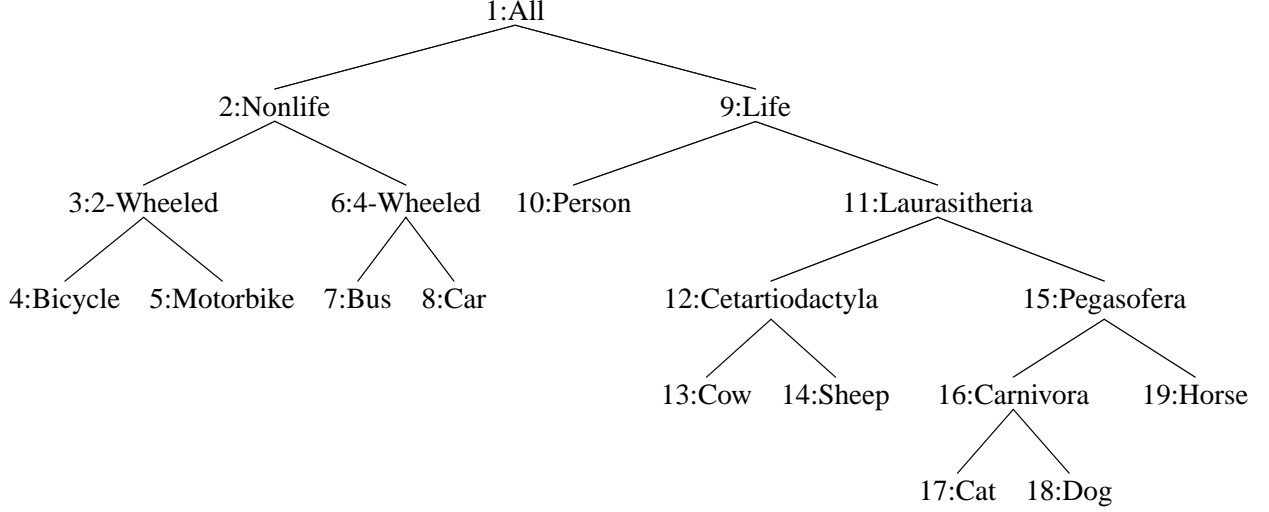 1:All
2:Nonlife 9:Life
3:2-Wheeled 6:4-Wheeled 10:Person 11:Laurasitheria
4:Bicycle 5:Motorbike 7:Bus 8:Car 12:Cetartiodactyla 15:Pegasofera
13:Cow 14:Sheep 16:Carnivora 19:Horse
17:Cat 18:Dog